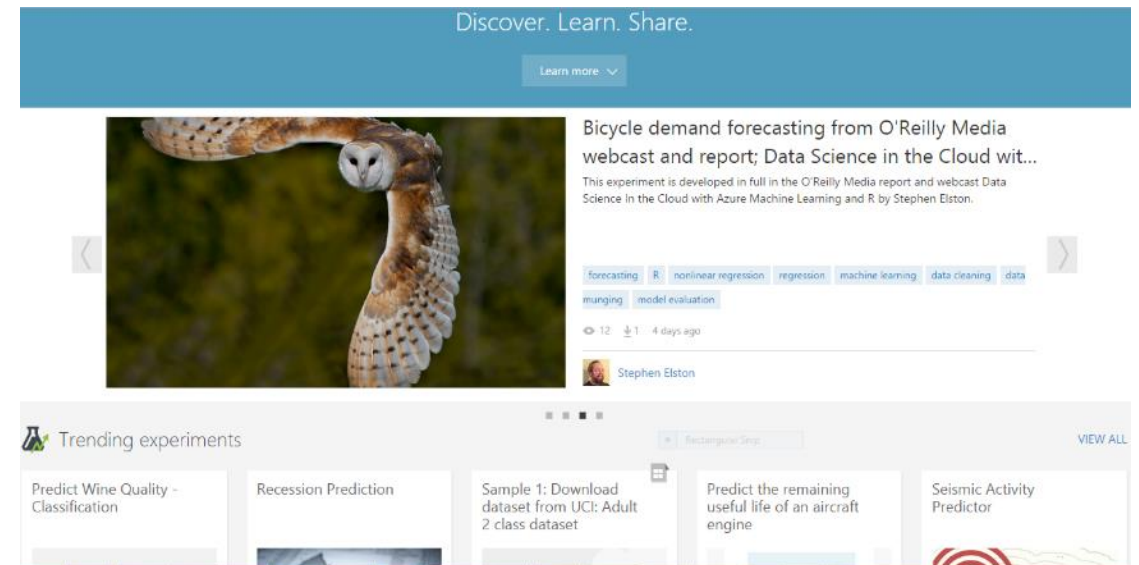 Discover. Learn. Share.
Learn more
Bicycle demand forecasting from O'Reilly Media
webcast and report; Data Science in the Cloud wit...
This experiment is developed in full in the O'Reilly Media report and webcast Data
Science In the Cloud with Azure Machine Learning and R by Stephen Elston.
forecasting R nonlinear regression regression machine learning data cleaning data
munging model evaluation
12 1 4 days ago
Stephen Elston
Trending experiments
Rectangular Snip
VIEW ALL
Predict Wine Quality -
Classification
Recession Prediction
Sample 1: Download
dataset from UCI: Adult
2 class dataset
Predict the remaining
useful life of an aircraft
engine
Seismic Activity
Predictor